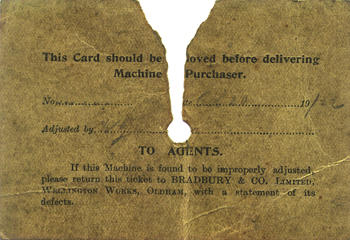 This Card should be oved before delivering
Machine Purchaser.
No. te 19/22
Adjusted by
TO AGENTS.
If this Machine is found to be improperly adjusted,
please return this ticket to BRADBURY & CO. LIMITED,
WELLINGTON WORKS, OLDHAM, with a statement of its
defects.